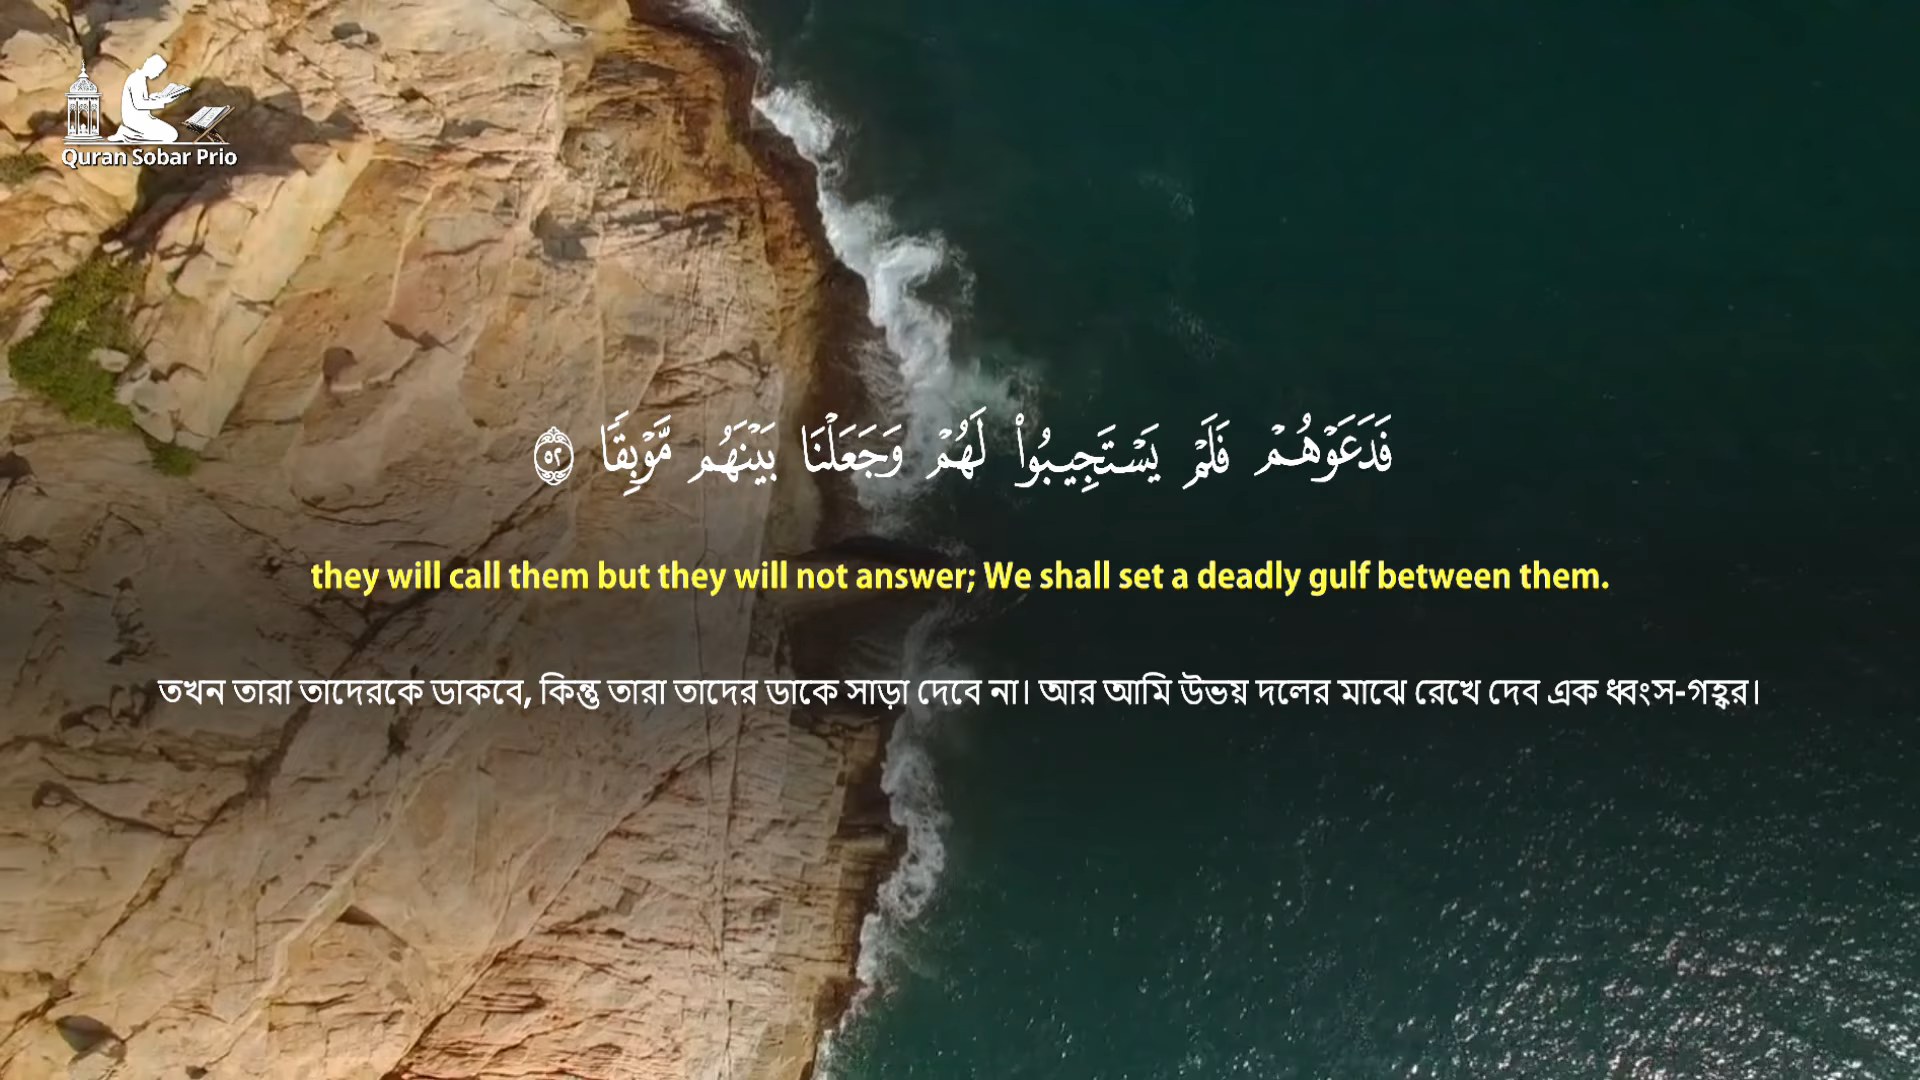 Quran Sobar Prio
فَدَعَوْهُمْ فَلَمْ يَسْتَجِيبُوا۟ لَهُمْ وَجَعَلْنَا بَيْنَهُم مَّوْبِقًا ٥٢
they will call them but they will not answer; We shall set a deadly gulf between them.
তখন তারা তাদেরকে ডাকবে, কিন্তু তারা তাদের ডাকে সাড়া দেবে না। আর আমি উভয় দলের মাঝে রেখে দেব এক ধ্বংস-গহ্বর।